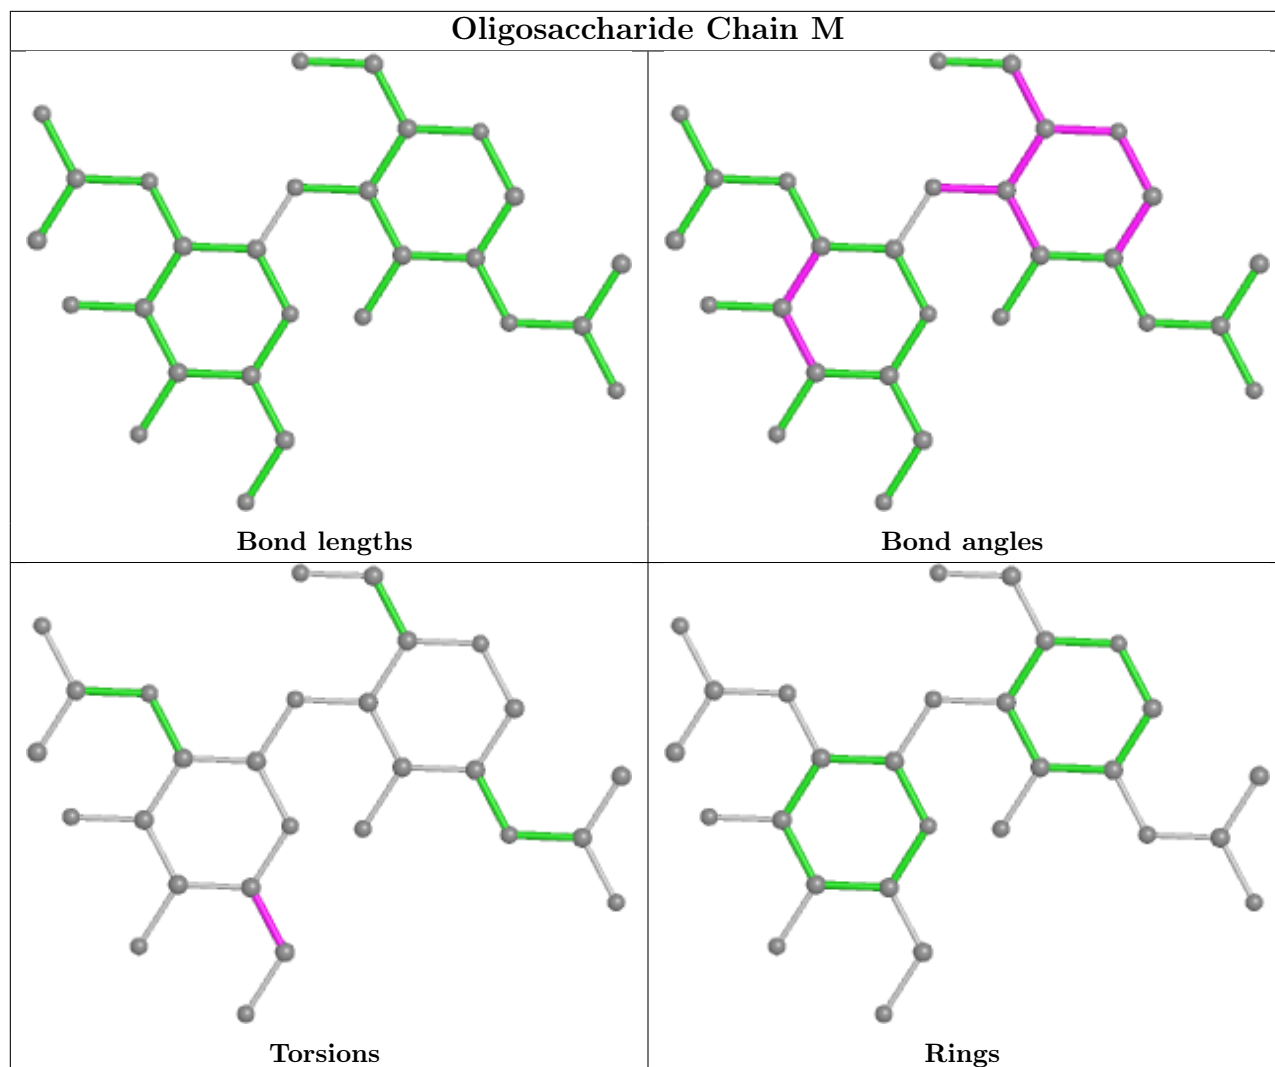 Oligosaccharide Chain M
Bond lengths
Bond angles
Torsions
Rings